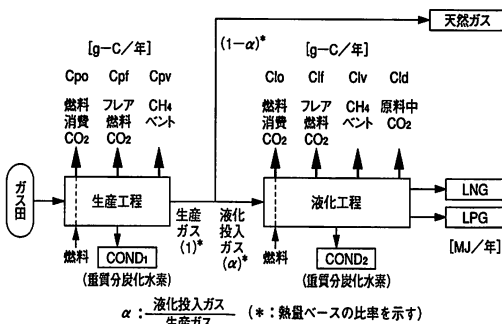 天然ガス
[g-C/年]
(1-α)*
[g-C/年]
Cpo Cpf Cpv
Clo Clf Clv Cld
燃料 フレア CH4
消費 燃料 ベント
CO2 CO2
燃料 フレア CH4 原料中
消費 燃料 ベント CO2
CO2 CO2
ガス田
生産工程
生産
ガス
(1)*
液化
投入
ガス
(α)*
液化工程
LNG
LPG
[MJ/年]
燃料
COND1
(重質分炭化水素)
燃料
COND2
(重質分炭化水素)
α:液化投入ガス
生産ガス
(*:熱量ベースの比率を示す)